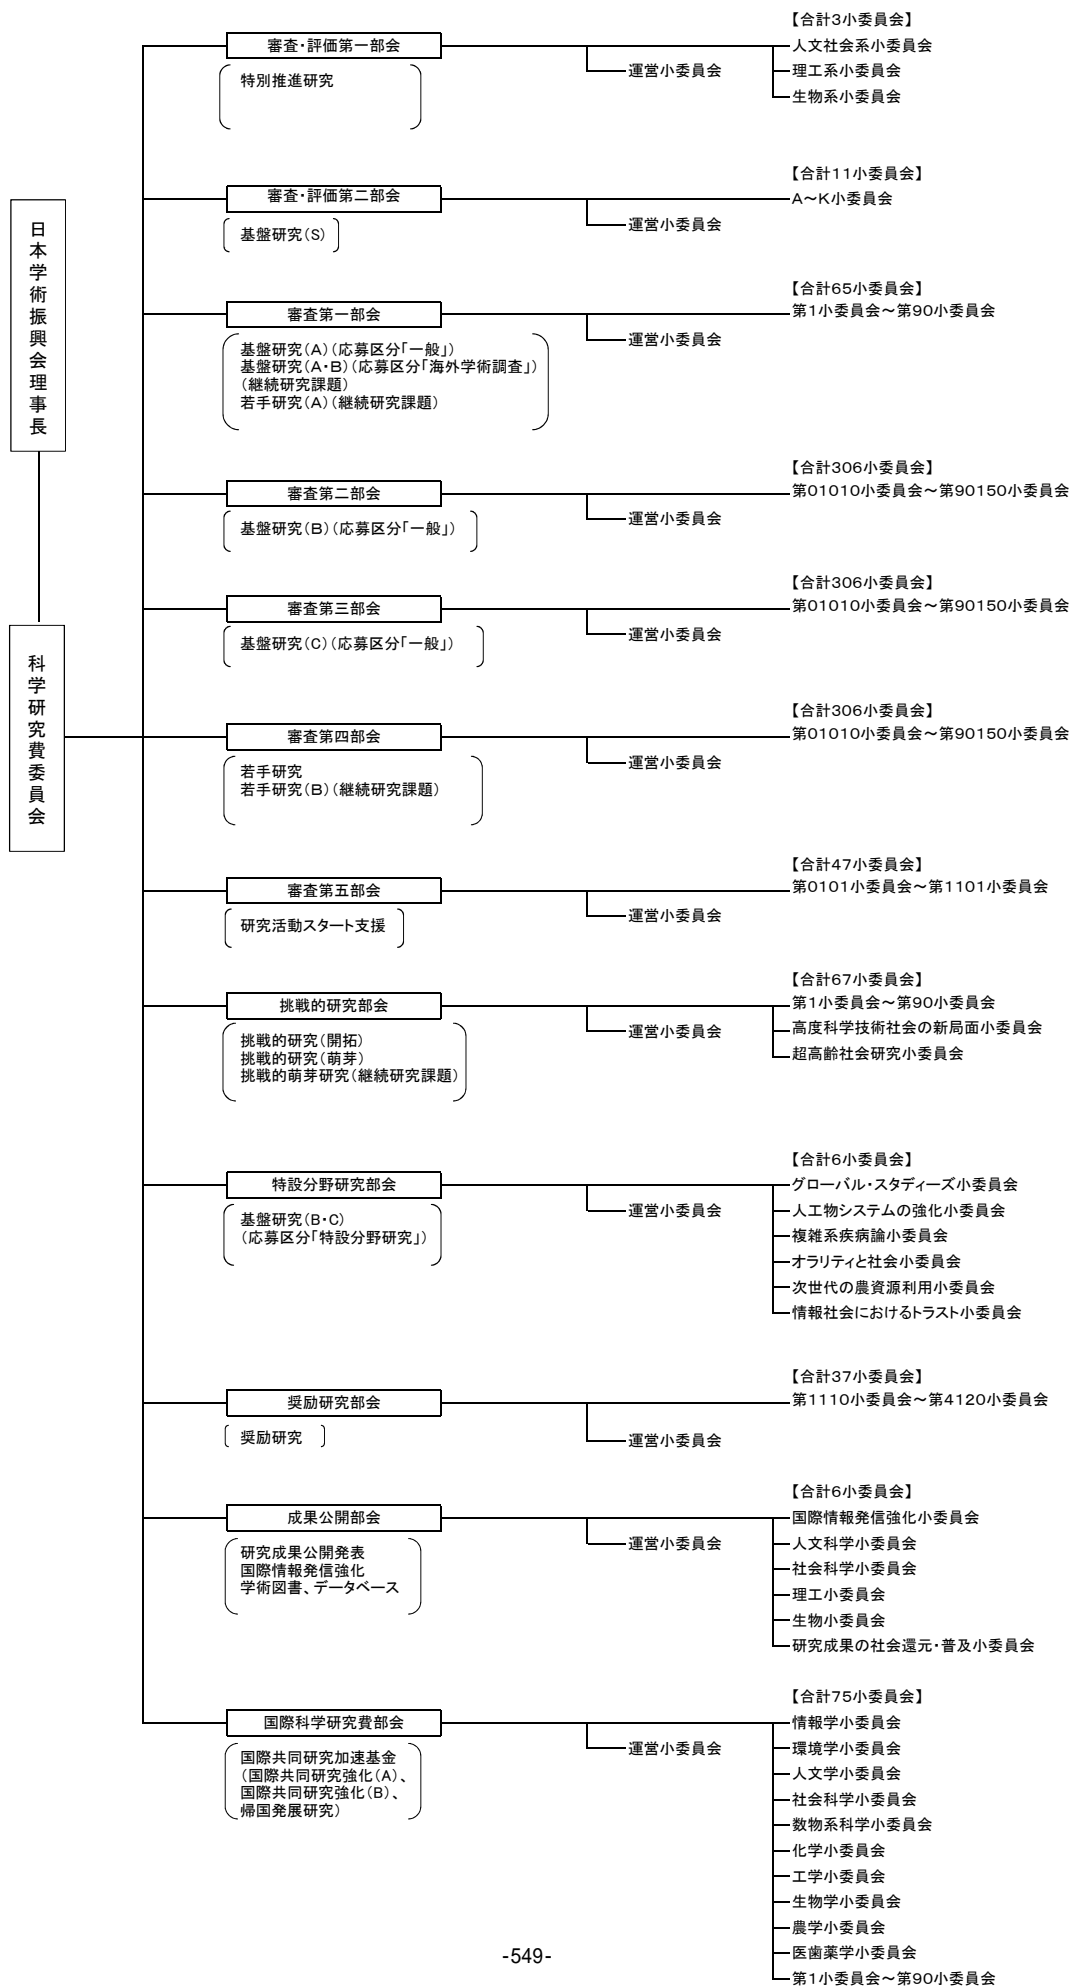 日本学術振興会理事長
科学研究費委員会
審査・評価第一部会
特別推進研究
運営小委員会
【合計3小委員会】
人文社会系小委員会
理工系小委員会
生物系小委員会
審査・評価第二部会
基盤研究(S)
運営小委員会
【合計11小委員会】
A～K小委員会
審査第一部会
基盤研究(A)(応募区分「一般」)
基盤研究(A・B)(応募区分「海外学術調査」)
(継続研究課題)
若手研究(A)(継続研究課題)
運営小委員会
【合計65小委員会】
第1小委員会～第90小委員会
審査第二部会
基盤研究(B)(応募区分「一般」)
運営小委員会
【合計306小委員会】
第01010小委員会～第90150小委員会
審査第三部会
基盤研究(C)(応募区分「一般」)
運営小委員会
【合計306小委員会】
第01010小委員会～第90150小委員会
審査第四部会
若手研究
若手研究(B)(継続研究課題)
運営小委員会
【合計306小委員会】
第01010小委員会～第90150小委員会
審査第五部会
研究活動スタート支援
運営小委員会
【合計47小委員会】
第0101小委員会～第1101小委員会
挑戦的研究部会
挑戦的研究(開拓)
挑戦的研究(萌芽)
挑戦的萌芽研究(継続研究課題)
運営小委員会
【合計67小委員会】
第1小委員会～第90小委員会
高度科学技術社会の新局面小委員会
超高齢社会研究小委員会
特設分野研究部会
基盤研究(B・C)
(応募区分「特設分野研究」)
運営小委員会
【合計6小委員会】
グローバル・スタディーズ小委員会
人工物システムの強化小委員会
複雑系疾病論小委員会
オラリティと社会小委員会
次世代の農資源利用小委員会
情報社会におけるトラスト小委員会
奨励研究部会
奨励研究
運営小委員会
【合計37小委員会】
第1110小委員会～第4120小委員会
成果公開部会
研究成果公開発表
国際情報発信強化
学術図書、データベース
運営小委員会
【合計6小委員会】
国際情報発信強化小委員会
人文科学小委員会
社会科学小委員会
理工小委員会
生物小委員会
研究成果の社会還元・普及小委員会
国際科学研究費部会
国際共同研究加速基金
(国際共同研究強化(A)、
国際共同研究強化(B)、
帰国発展研究)
運営小委員会
【合計75小委員会】
情報学小委員会
環境学小委員会
人文学小委員会
社会科学小委員会
数物系科学小委員会
化学小委員会
工学小委員会
生物学小委員会
農学小委員会
医歯薬学小委員会
第1小委員会～第90小委員会
-549-